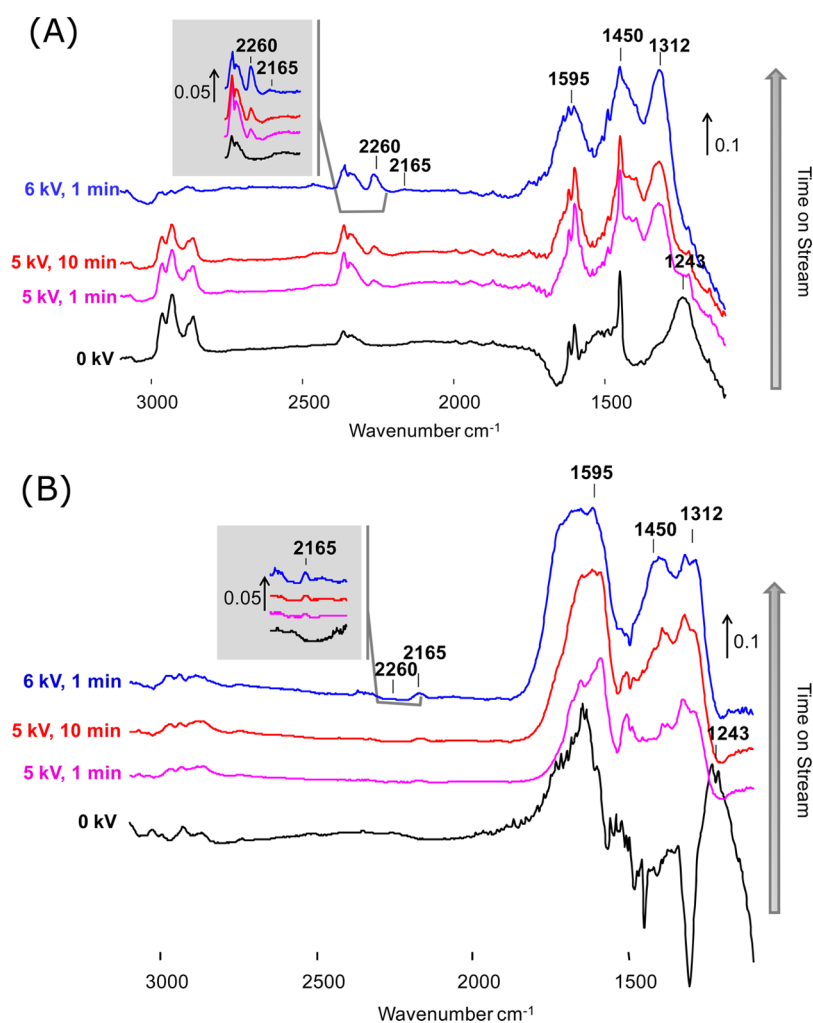 (A)
2260
2165
0.05
1450
1312
1595
2260
2165
0.1
6 kV, 1 min
5 kV, 10 min
5 kV, 1 min
1243
0 kV
Time on Stream
3000
2500
2000
1500
Wavenumber cm-1
(B)
1595
1450
1312
2165
0.05
0.1
2165
2260
6 kV, 1 min
5 kV, 10 min
1243
5 kV, 1 min
0 kV
Time on Stream
3000
2500
2000
1500
Wavenumber cm-1